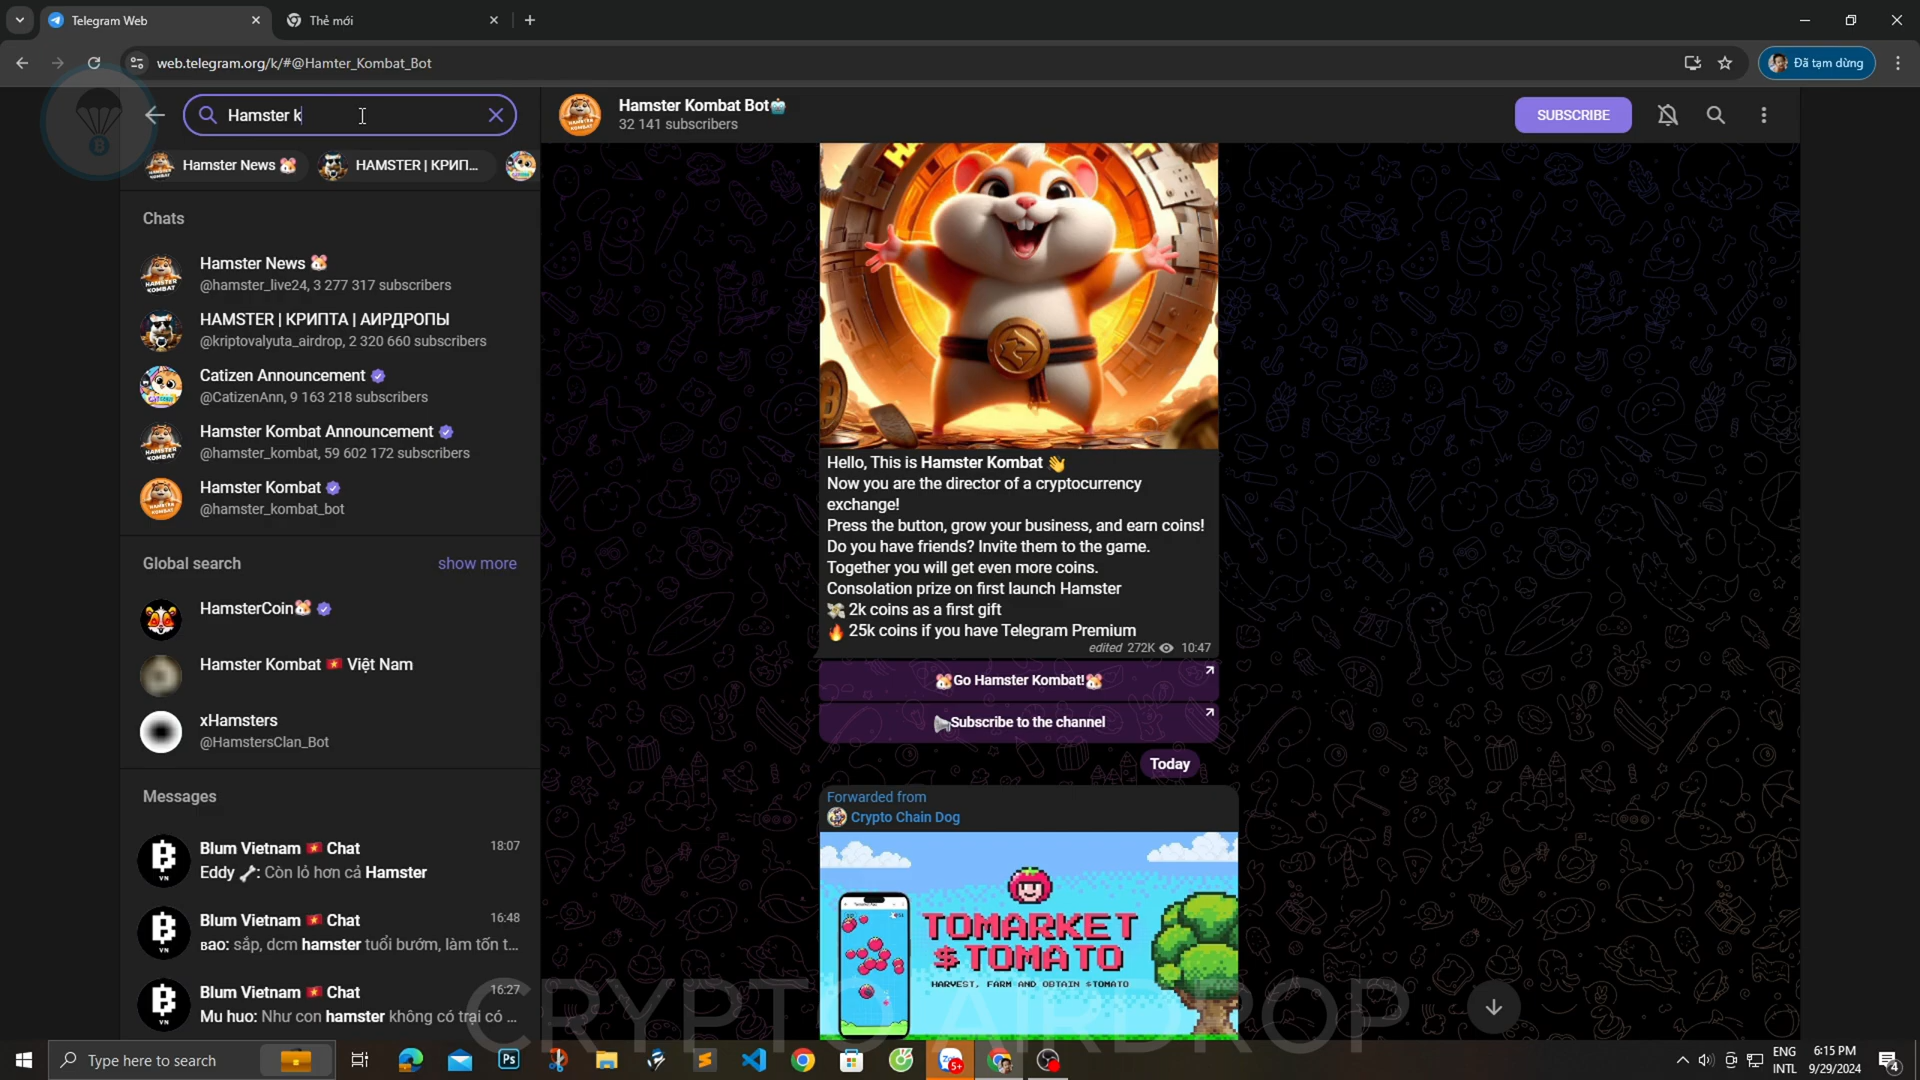 Telegram Web
Thẻ mới
web.telegram.org/k/#@Hamter_Kombat_Bot
Đã tạm dừng
Hamster k
Hamster News 🐹
HAMSTER | КРИП...
Chats
Hamster News 🐹
@hamster_live24, 3 277 317 subscribers
HAMSTER | КРИПТА | АИРДРОПЫ
@kriptovalyuta_airdrop, 2 320 660 subscribers
Catizen Announcement
@CatizenAnn, 9 163 218 subscribers
Hamster Kombat Announcement
@hamster_kombat, 59 602 172 subscribers
Hamster Kombat
@hamster_kombat_bot
Global search
show more
HamsterCoin🐹
Hamster Kombat 🇻🇳 Việt Nam
xHamsters
@HamstersClan_Bot
Messages
Blum Vietnam 🇻🇳 Chat
18:07
Eddy 🦴: Còn lỏ hơn cả Hamster
Blum Vietnam 🇻🇳 Chat
16:48
ʙᴀᴏ: sắp, dcm hamster tuổi bướm, làm tốn t...
Blum Vietnam 🇻🇳 Chat
16:27
Mu huo: Như con hamster không có trại có ...
Hamster Kombat Bot🤖
32 141 subscribers
SUBSCRIBE
Hello, This is Hamster Kombat 👋
Now you are the director of a cryptocurrency
exchange!
Press the button, grow your business, and earn coins!
Do you have friends? Invite them to the game.
Together you will get even more coins.
Consolation prize on first launch Hamster
💸 2k coins as a first gift
🔥 25k coins if you have Telegram Premium
edited 272K 10:47
🐹Go Hamster Kombat!🐹
📢Subscribe to the channel
Today
Forwarded from
Crypto Chain Dog
TOMARKET
$TOMATO
HARVEST, FARM AND OBTAIN $TOMATO
CRYPTO AIRDROP
Type here to search
ENG
INTL
6:15 PM
9/29/2024
4